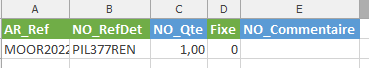 AR_Ref NO_RefDet NO_Qte Fixe NO_Commentaire
MOOR2022 PIL377REN 1,00 0